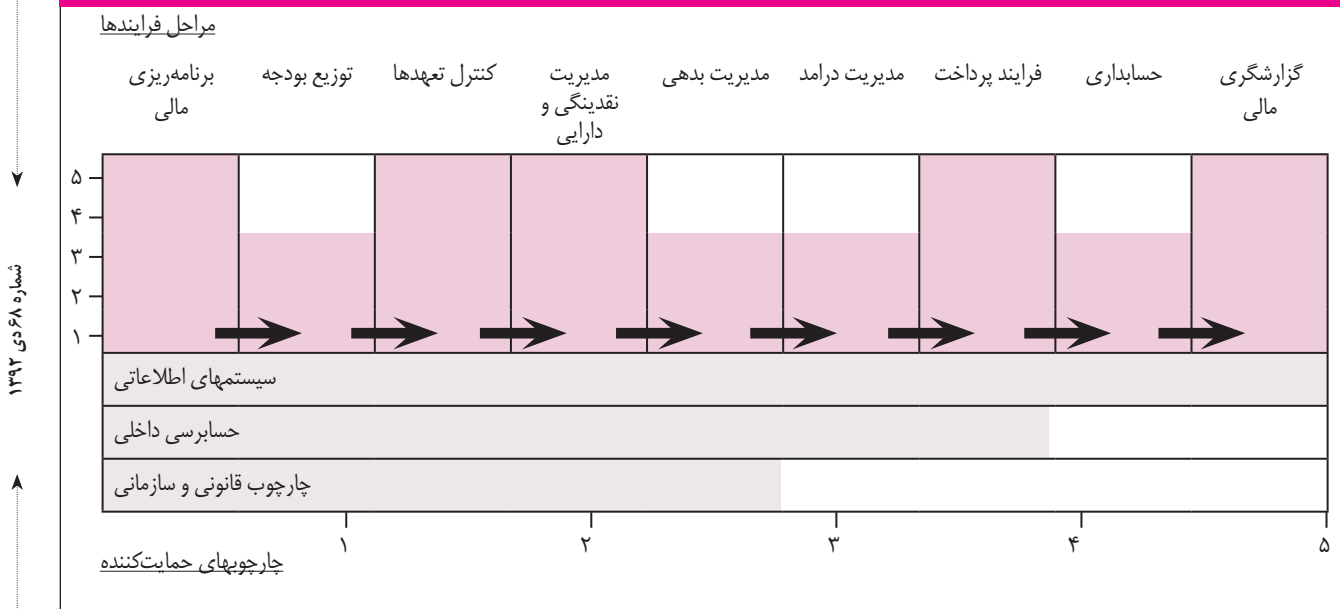 مراحل فرایندها
برنامه‌ریزی
مالی
توزیع بودجه
کنترل تعهدها
مدیریت
نقدینگی و
دارایی
مدیریت بدهی
مدیریت درامد
فرایند پرداخت
حسابداری
گزارشگری
مالی
۵
۴
۳
۲
۱
سیستمهای اطلاعاتی
حسابرسی داخلی
چارچوب قانونی و سازمانی
۱
۲
۳
۴
۵
چارچوبهای حمایت‌کننده
شماره ۶۸ دی ۱۳۹۲